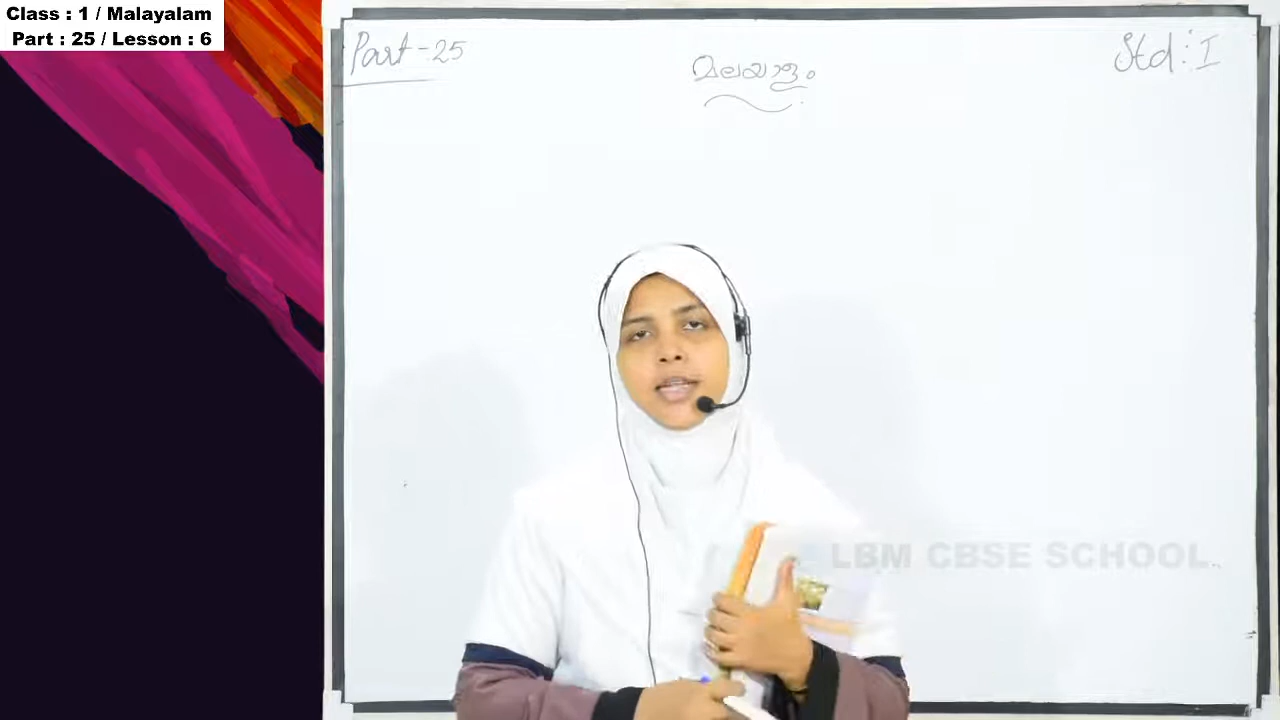 Class : 1 / Malayalam
Part : 25 / Lesson : 6
Part - 25
മലയാളം
Std : I
LBM CBSE SCHOOL